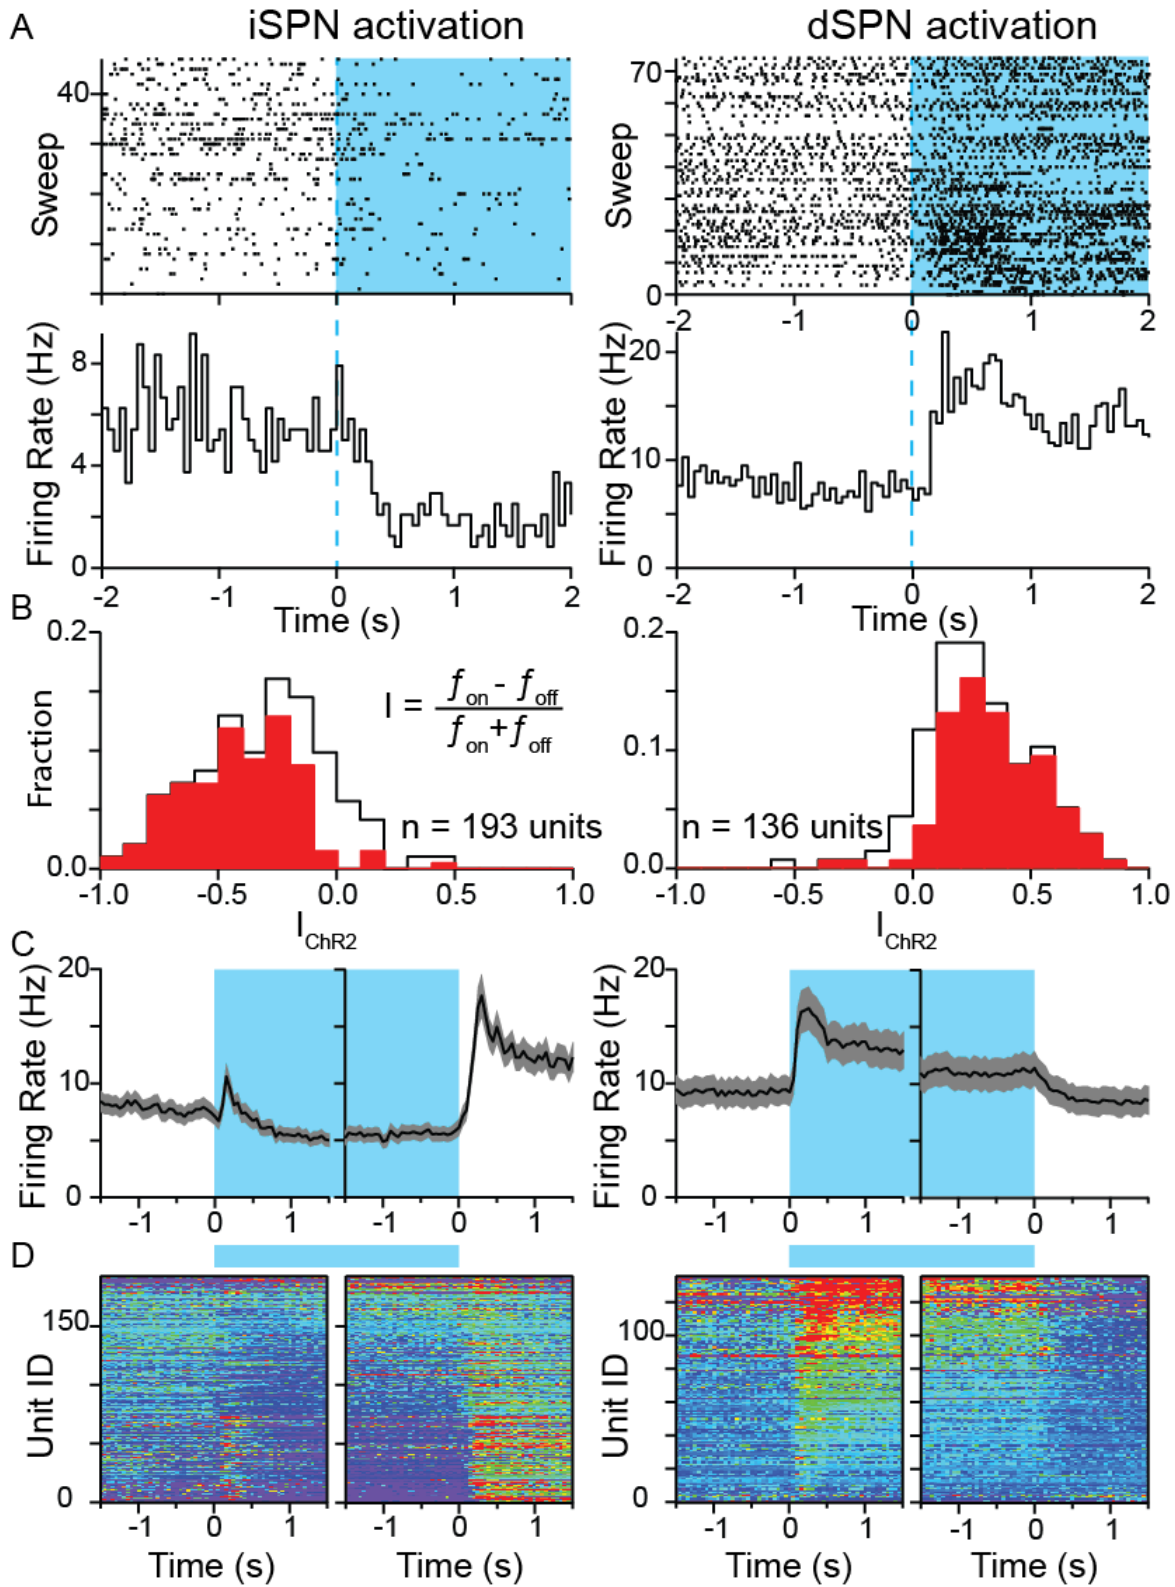 A
iSPN activation
dSPN activation
40
Sweep
70
Sweep
0
-2 -1 0 1 2
8
4
0
Firing Rate (Hz)
-2 -1 0 1 2
Time (s)
20
10
0
Firing Rate (Hz)
-2 -1 0 1 2
Time (s)
B
0.2
Fraction
0.0
I = f on - f off
f on + f off
n = 193 units
-1.0 -0.5 0.0 0.5 1.0
I ChR2
0.2
0.1
0.0
n = 136 units
-1.0 -0.5 0.0 0.5 1.0
I ChR2
C
20
10
0
Firing Rate (Hz)
-1 0 1 -1 0 1
20
10
0
Firing Rate (Hz)
-1 0 1 -1 0 1
D
150
0
Unit ID
-1 0 1 -1 0 1
Time (s) Time (s)
100
0
Unit ID
-1 0 1 -1 0 1
Time (s) Time (s)